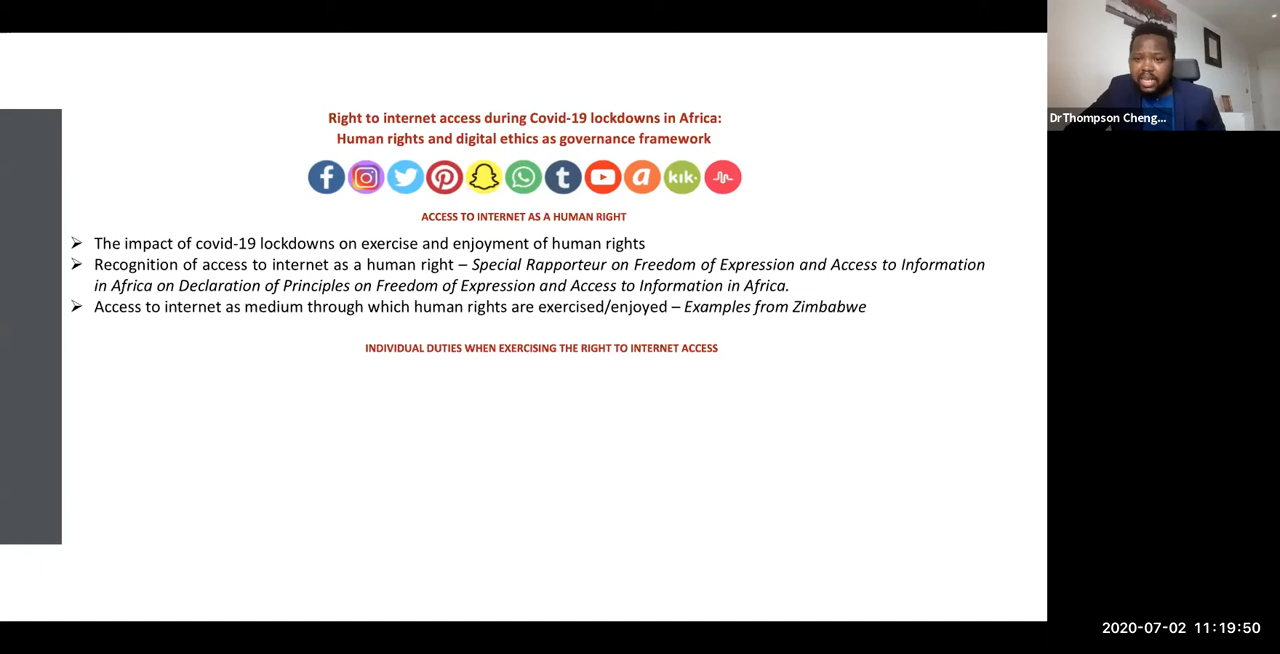 Right to internet access during Covid-19 lockdowns in Africa:
Human rights and digital ethics as governance framework
kik.
ACCESS TO INTERNET AS A HUMAN RIGHT
➢ The impact of covid-19 lockdowns on exercise and enjoyment of human rights
➢ Recognition of access to internet as a human right – Special Rapporteur on Freedom of Expression and Access to Information
in Africa on Declaration of Principles on Freedom of Expression and Access to Information in Africa.
➢ Access to internet as medium through which human rights are exercised/enjoyed – Examples from Zimbabwe
INDIVIDUAL DUTIES WHEN EXERCISING THE RIGHT TO INTERNET ACCESS
Dr Thompson Cheng...
2020-07-02 11:19:50